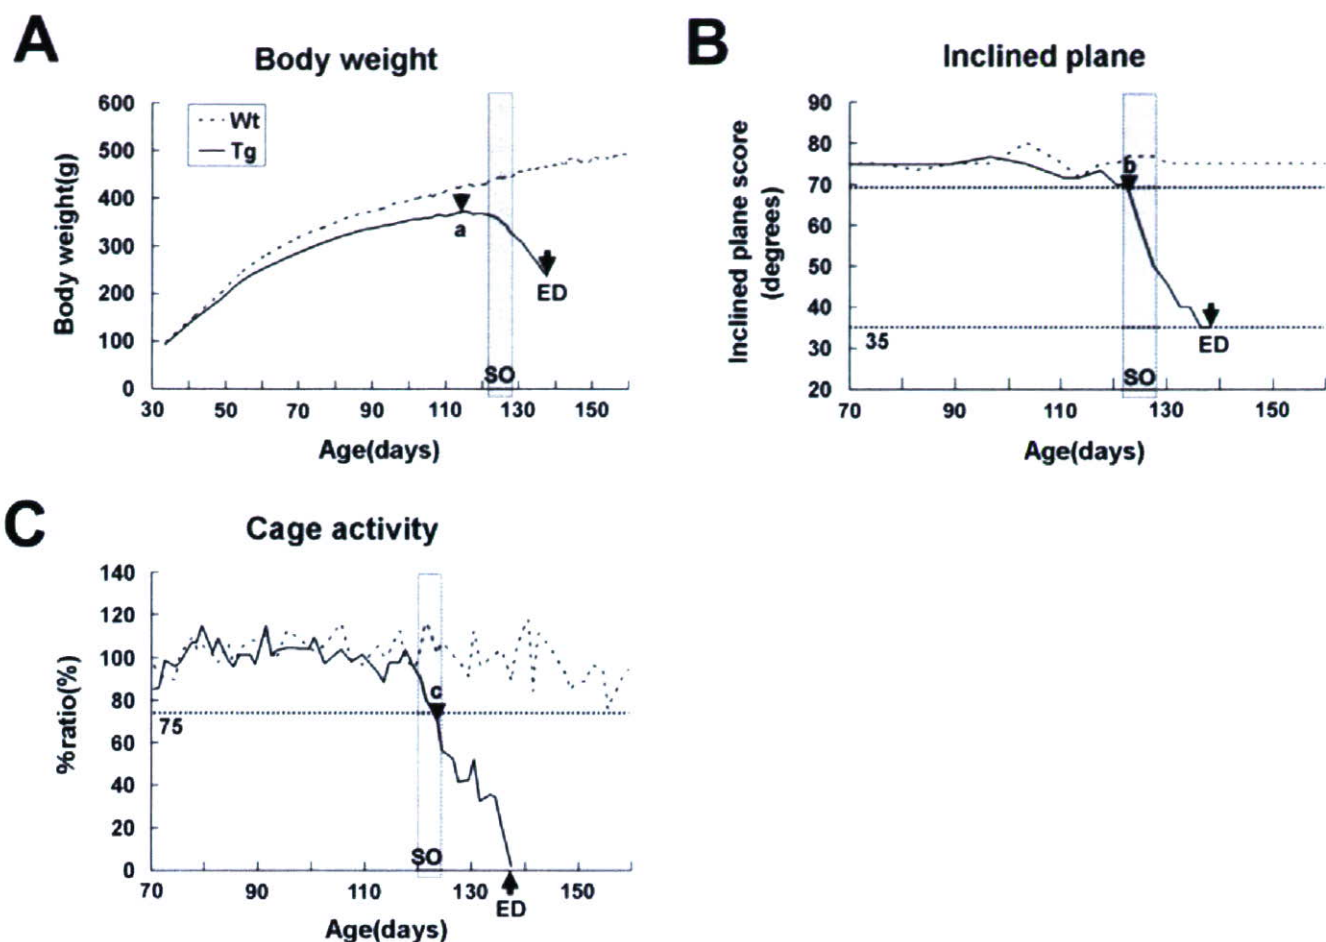 A
Body weight
Body weight(g)
600
500
400
300
200
100
0
Wt
Tg
a
ED
SO
30 50 70 90 110 130 150
Age(days)
B
Inclined plane
Inclined plane score
(degrees)
90
80
70
60
50
40
30
20
b
35
ED
SO
70 90 110 130 150
Age(days)
C
Cage activity
%ratio(%)
140
120
100
80
60
40
20
0
c
75
SO
70 90 110 130 150
ED
Age(days)